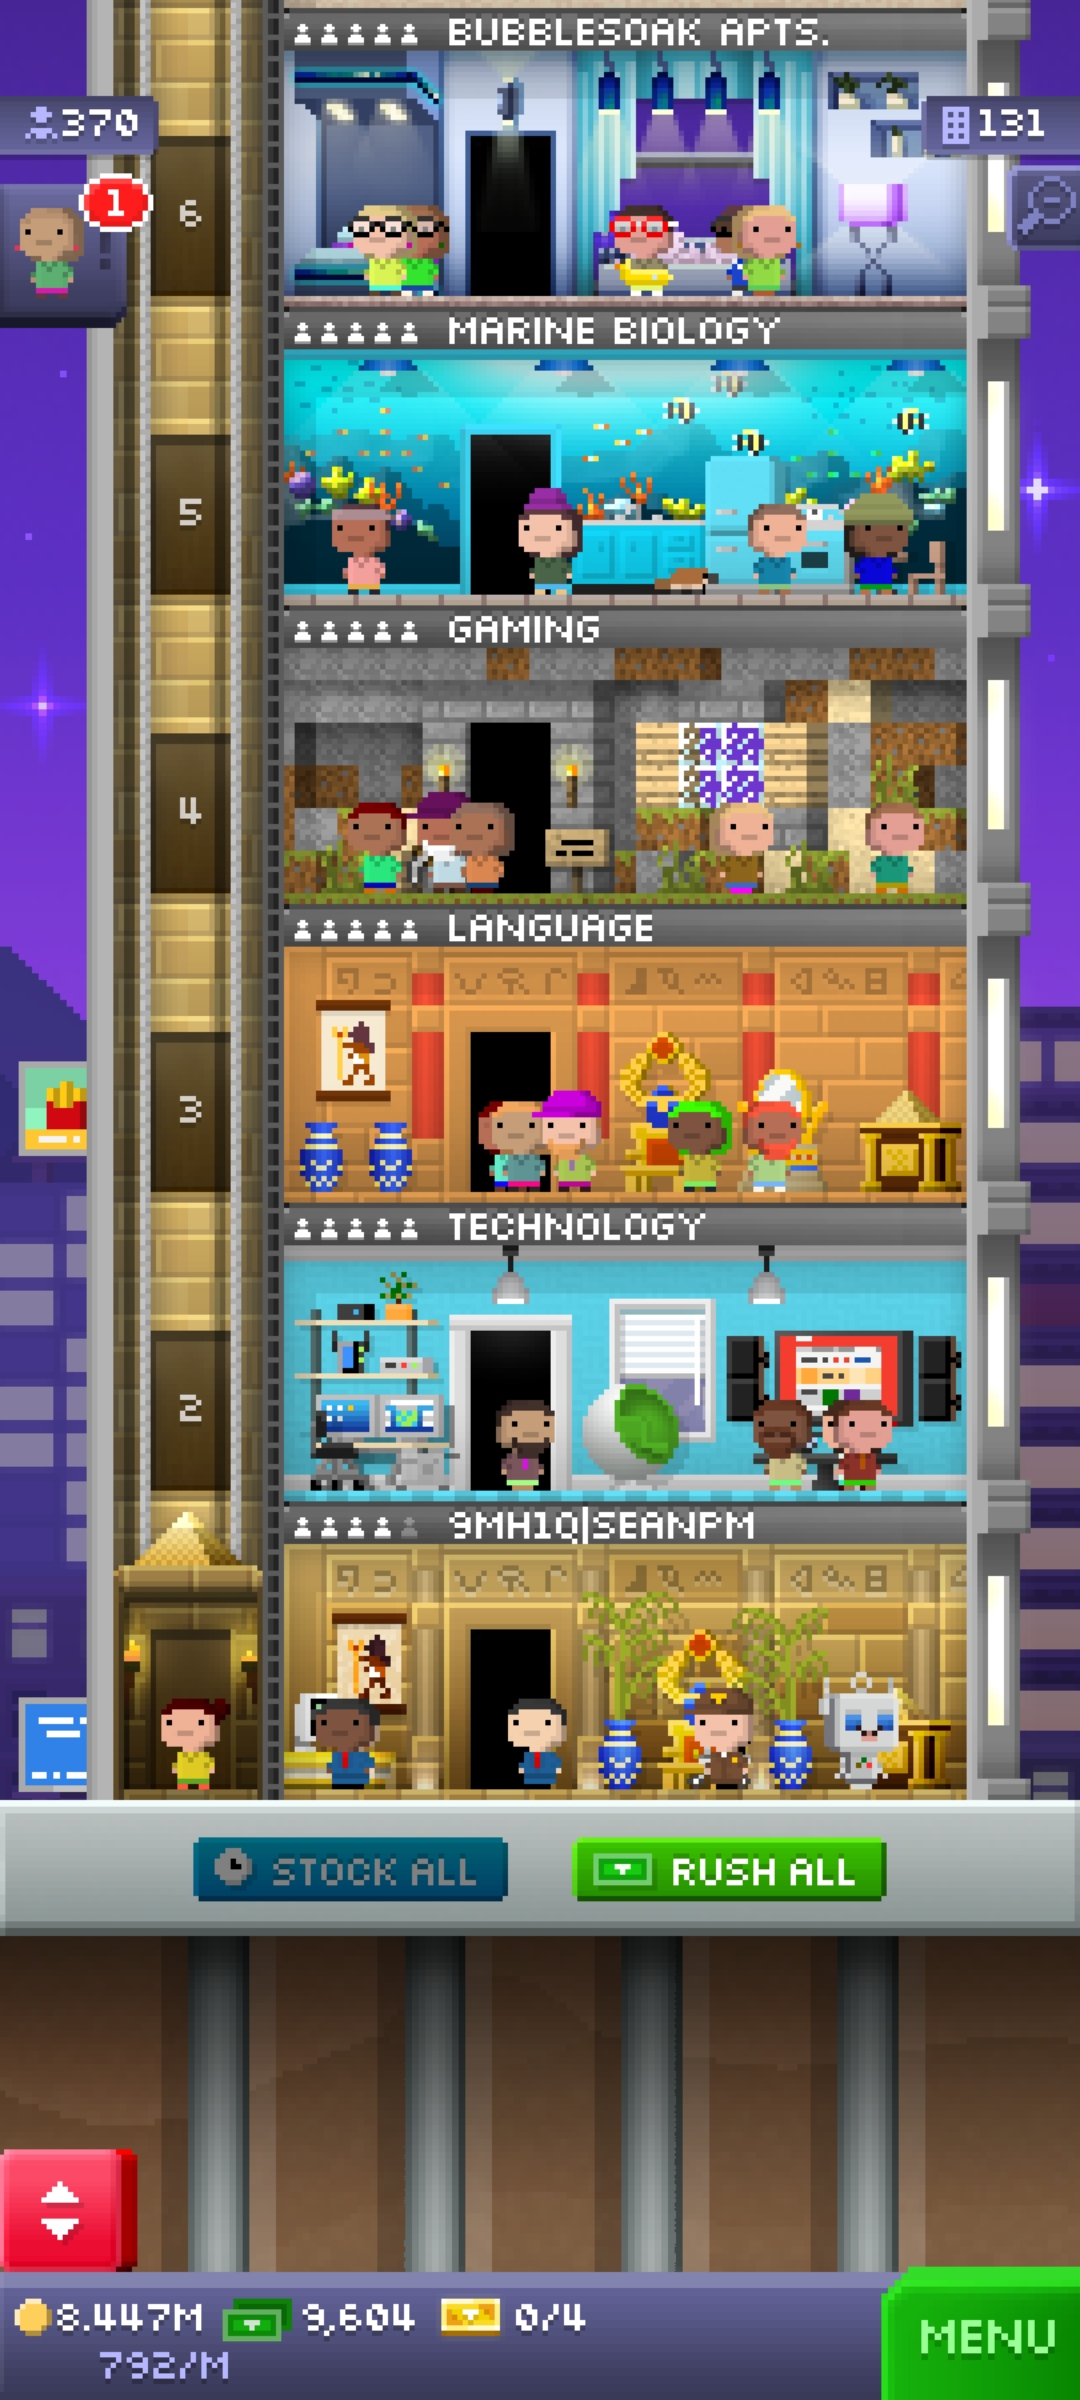 BUBBLESOAK APTS.
370
131
1
6
MARINE BIOLOGY
5
GAMING
4
LANGUAGE
3
TECHNOLOGY
2
9MH1Q|SEANPM
STOCK ALL
RUSH ALL
8.447M
9,604
0/4
792/M
MENU